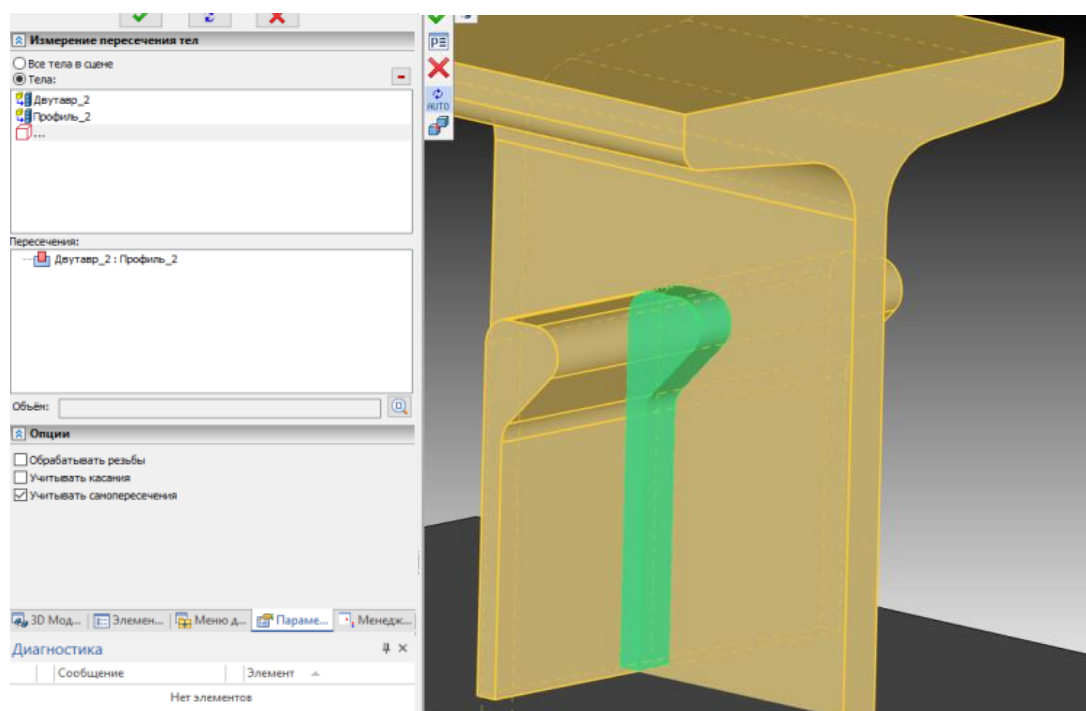 Измерение пересечения тел
Все тела в сцене
Тела:
Двутавр_2
Профиль_2
...
Пересечения:
Двутавр_2 : Профиль_2
Объём:
Опции
Обрабатывать резьбы
Учитывать касания
Учитывать самопересечения
3D Мод... Элемен... Меню д... Параме... Менедж...
Диагностика
Сообщение Элемент
Нет элементов
AUTO